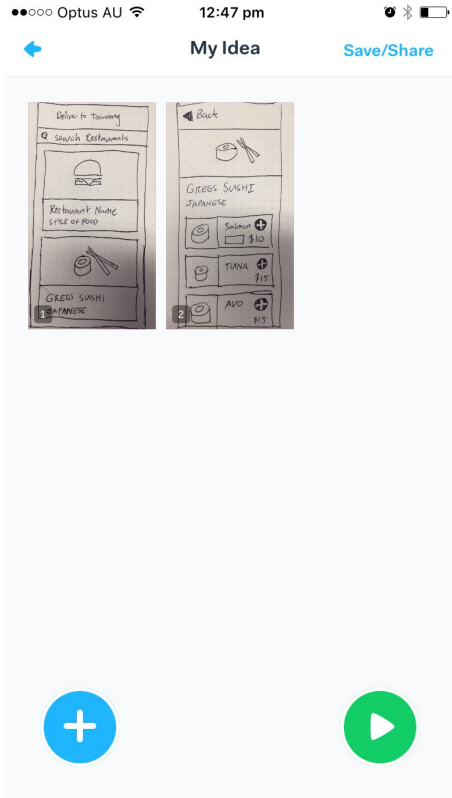 Optus AU 12:47 pm
My Idea
Save/Share
Deliver to Toowong
Search Restaurants
Restaurant Name
STYLE OF FOOD
GREGS SUSHI
JAPANESE
1
Back
GREGS SUSHI
JAPANESE
Salmon
$10
TUNA
$15
AVO
$15
2